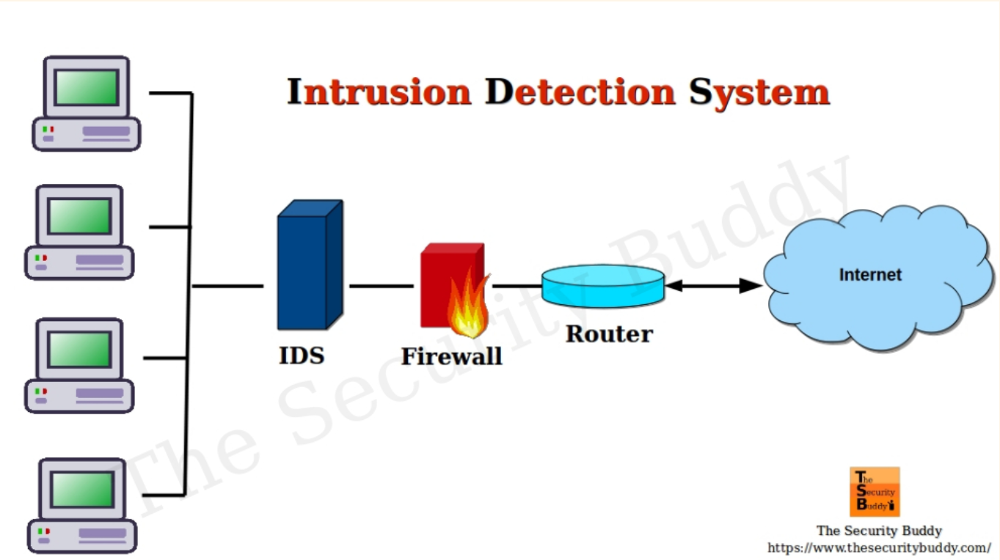 Intrusion Detection System
The Security Buddy
Internet
Router
IDS
Firewall
The
Security
Buddy
The Security Buddy
https://www.thesecuritybuddy.com/